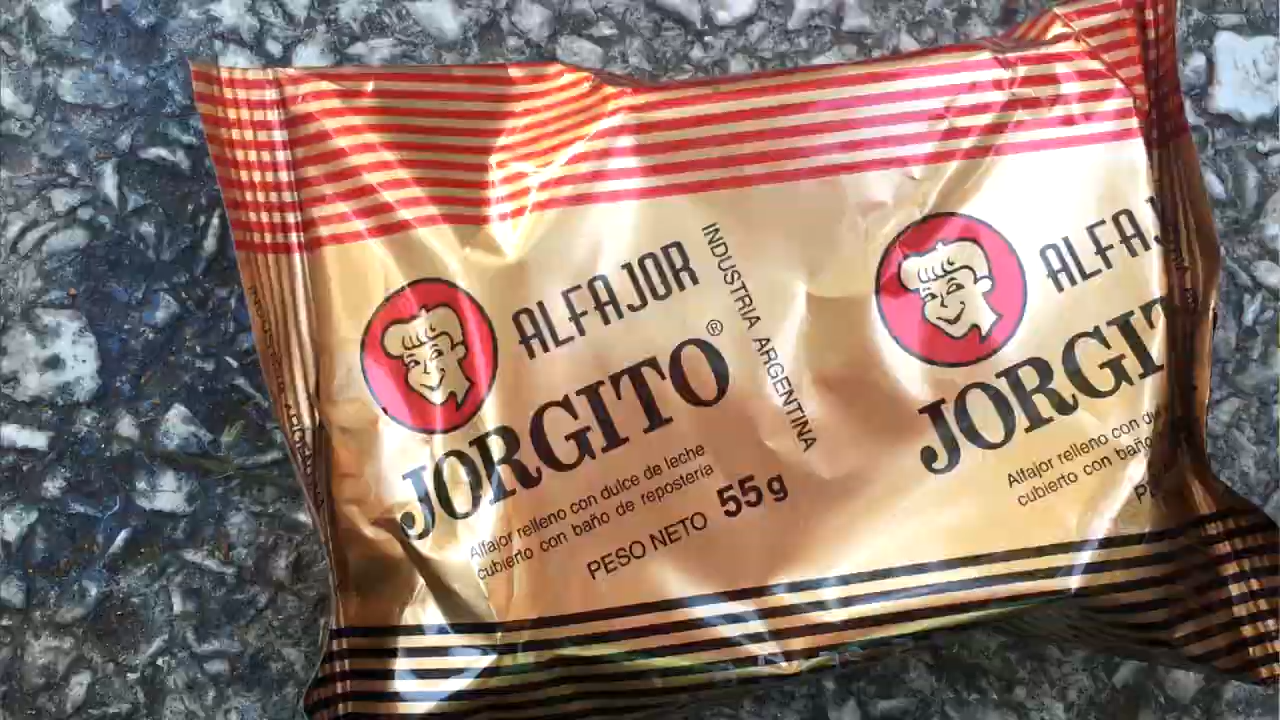 ALFAJOR
JORGITO®
Alfajor relleno con dulce de leche
cubierto con baño de repostería
PESO NETO 55g
INDUSTRIA ARGENTINA
ALFAJ
JORGIT
Alfajor relleno con du
cubierto con baño